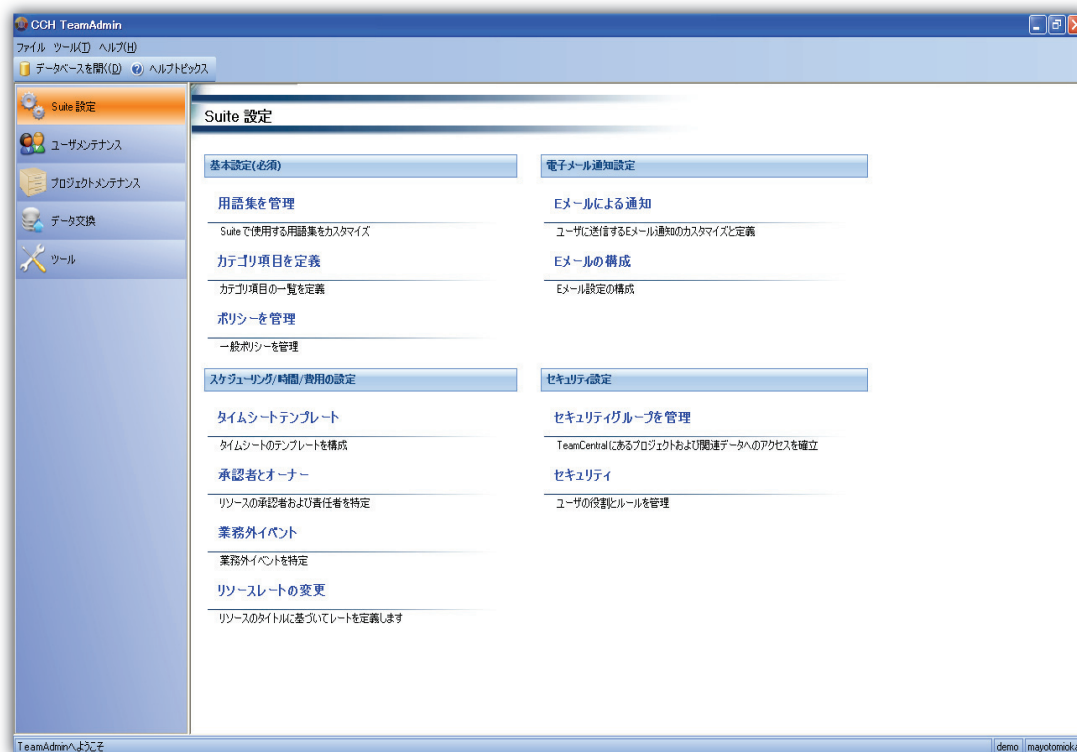 CCH TeamAdmin
ファイル ツール(T) ヘルプ(H)
データベースを開く(D) ヘルプトピックス
Suite 設定
ユーザメンテナンス
プロジェクトメンテナンス
データ交換
ツール
Suite 設定
基本設定(必須)
用語集を管理
Suite で使用する用語集をカスタマイズ
カテゴリ項目を定義
カテゴリ項目の一覧を定義
ポリシーを管理
一般ポリシーを管理
電子メール通知設定
Eメールによる通知
ユーザに送信するEメール通知のカスタマイズと定義
Eメールの構成
Eメール設定の構成
スケジューリング/時間/費用の設定
タイムシートテンプレート
タイムシートのテンプレートを構成
承認者とオーナー
リソースの承認者および責任者を特定
業務外イベント
業務外イベントを特定
リソースレートの変更
リソースのタイトルに基づいてレートを定義します
セキュリティ設定
セキュリティグループを管理
TeamCentralにあるプロジェクトおよび関連データへのアクセスを確立
セキュリティ
ユーザの役割とルールを管理
TeamAdminへようこそ
demo mayotomioka